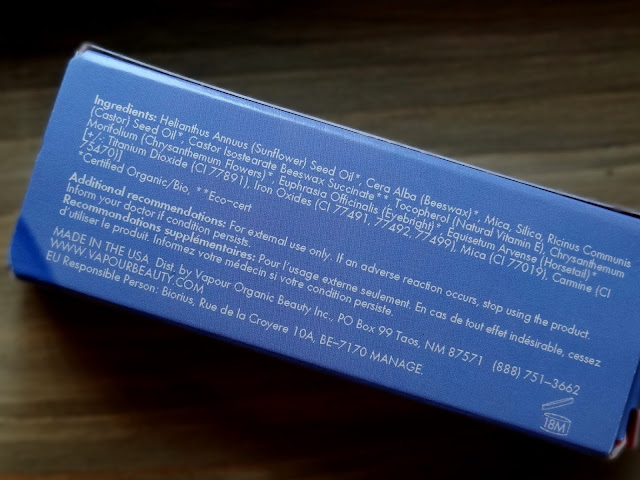 Ingredients: Helianthus Annuus (Sunflower) Seed Oil*, Cera Alba (Beeswax)*, Mica, Silica, Ricinus Communis
(Castor) Seed Oil*, Castor Isostearate Beeswax Succinate**, Tocopherol (Natural Vitamin E), Chrysanthemum
Morifolium (Chrysanthemum Flowers)*, Euphrasia Officinalis (Eyebright)*, Equisetum Arvense (Horsetail)*
[+/- Titanium Dioxide (CI 77891), Iron Oxides (CI 77491, 77492, 77499), Mica (CI 77019), Carmine (CI
75470)]
*Certified Organic/Bio, **Eco-cert
Additional recommendations: For external use only. If an adverse reaction occurs, stop using the product.
Inform your doctor if condition persists.
Recommandations supplémentaires: Pour l'usage externe seulement. En cas de tout effet indésirable, cessez
d'utiliser le produit. Informez votre médecin si votre condition persiste.
MADE IN THE USA Dist. by Vapour Organic Beauty Inc., PO Box 99 Taos, NM 87571 (888) 751-3662
WWW.VAPOURBEAUTY.COM
EU Responsible Person: Biorius, Rue de la Croyere 10A, BE-7170 MANAGE.
18M